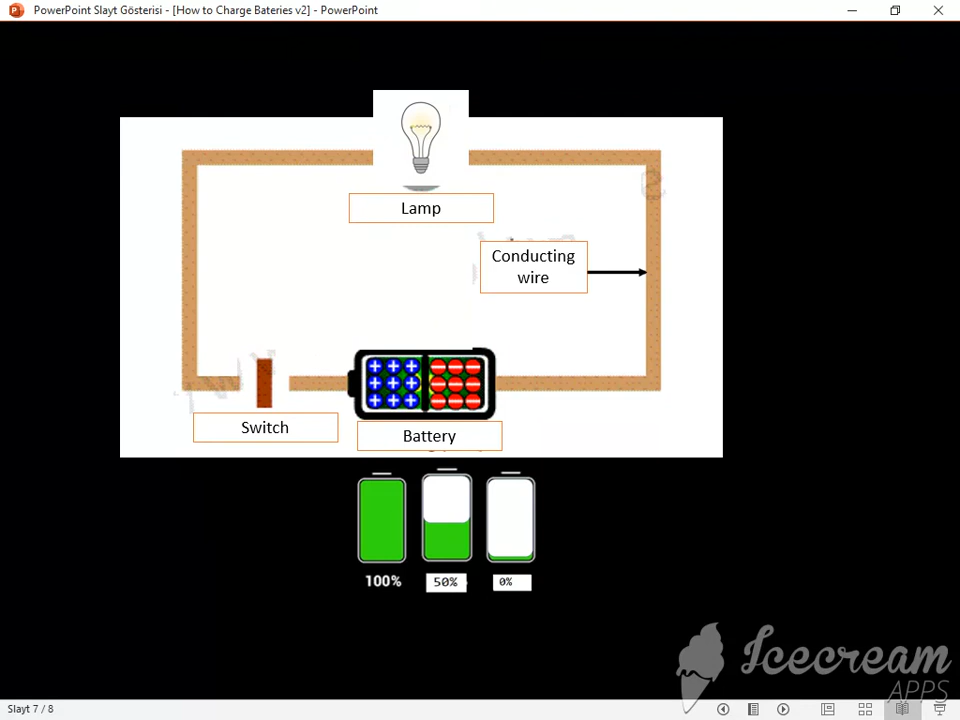 PowerPoint Slayt Gösterisi - [How to Charge Bateries v2] - PowerPoint
Lamp
Conducting
wire
Switch
Battery
100%
50%
0%
Icecream
APPS
Slayt 7 / 8